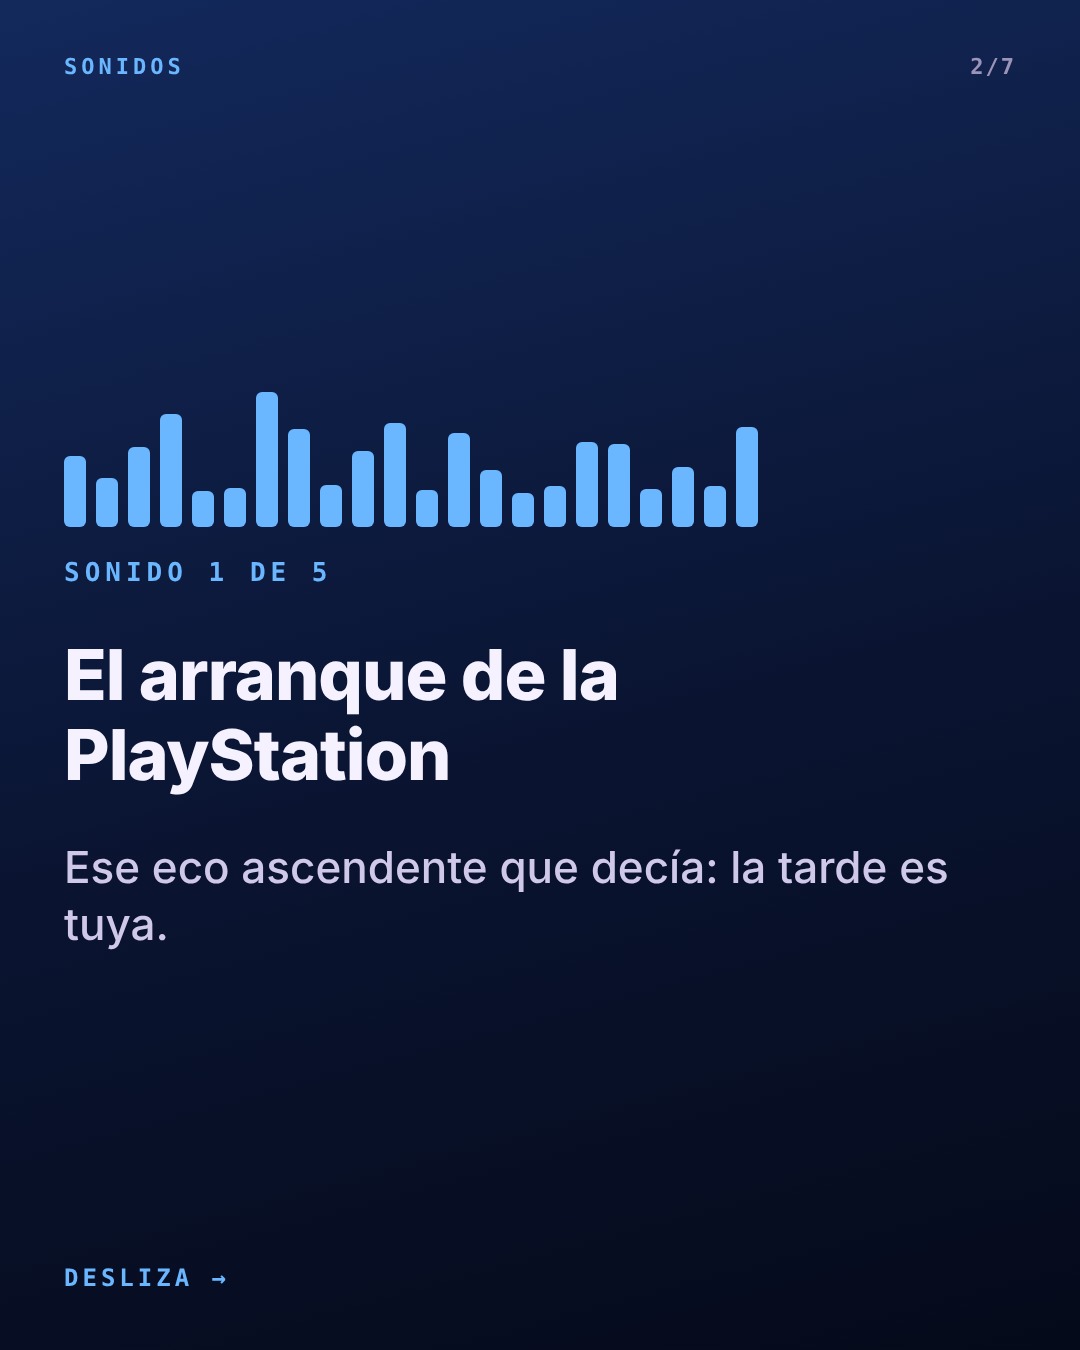 SONIDOS
2/7
SONIDO 1 DE 5
El arranque de la
PlayStation
Ese eco ascendente que decía: la tarde es
tuya.
DESLIZA →